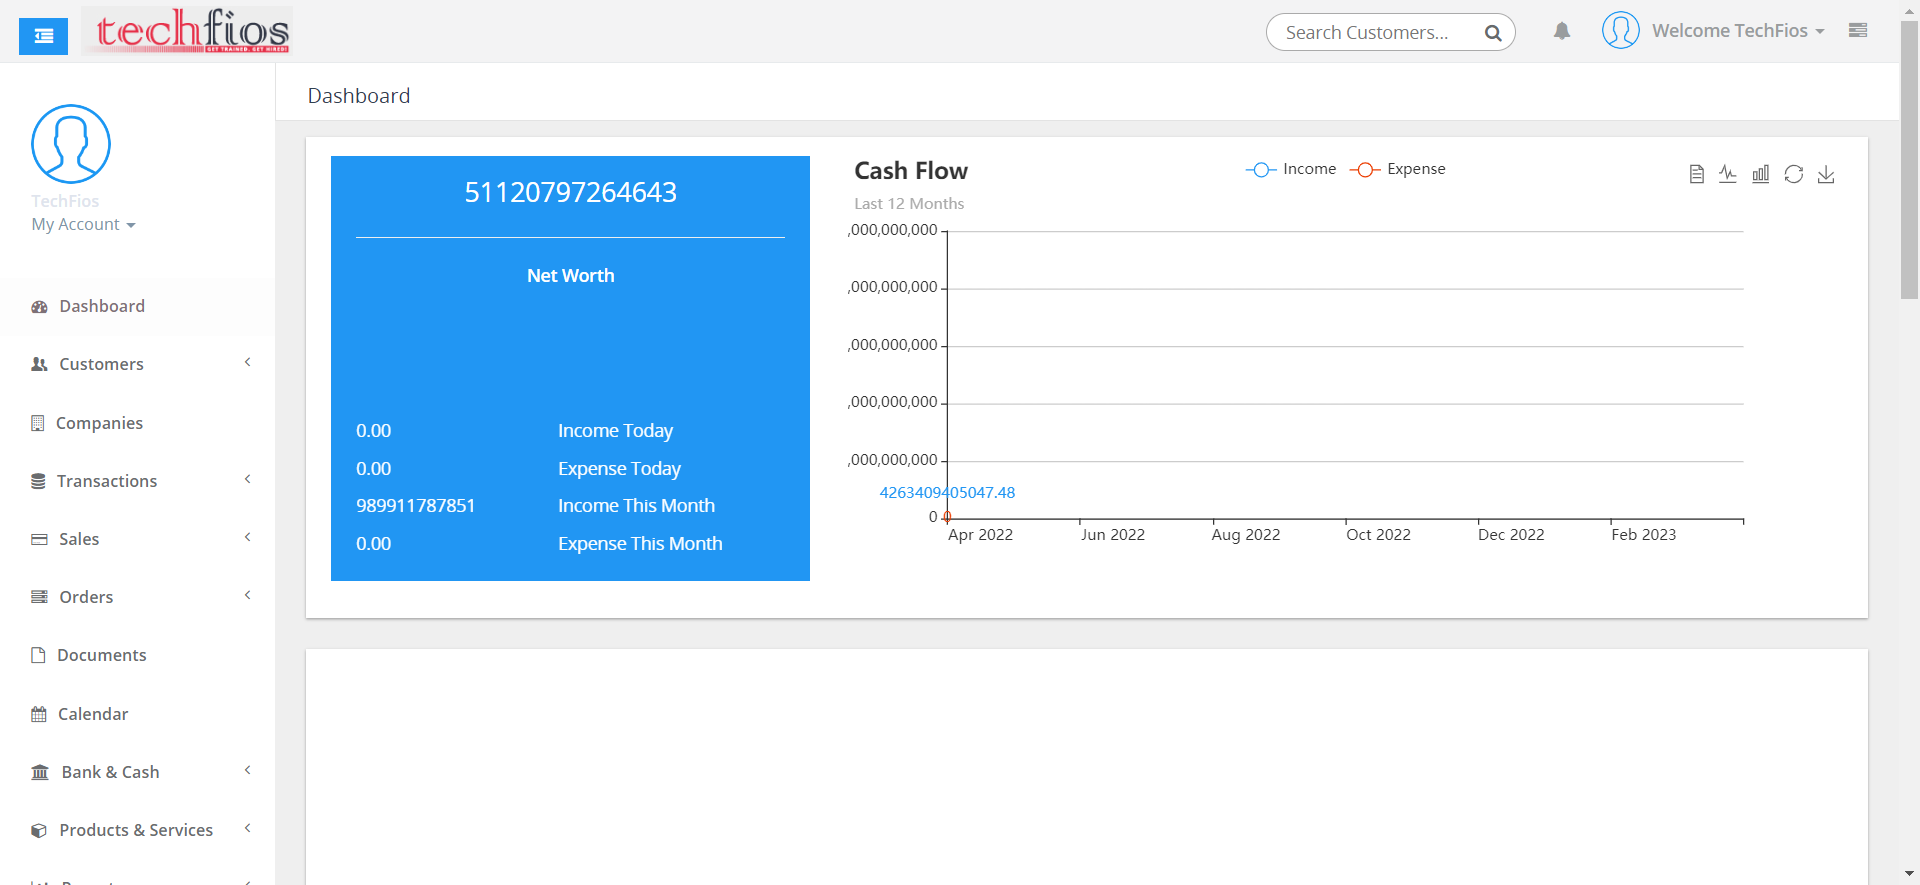 techfios
GET TRAINED. GET HIRED!
Search Customers...
Welcome TechFios
TechFios
My Account
Dashboard
Customers
Companies
Transactions
Sales
Orders
Documents
Calendar
Bank & Cash
Products & Services
Dashboard
51120797264643
Net Worth
0.00 Income Today
0.00 Expense Today
989911787851 Income This Month
0.00 Expense This Month
Cash Flow
Last 12 Months
Income Expense
,000,000,000
,000,000,000
,000,000,000
,000,000,000
,000,000,000
4263409405047.48
0 0
Apr 2022 Jun 2022 Aug 2022 Oct 2022 Dec 2022 Feb 2023